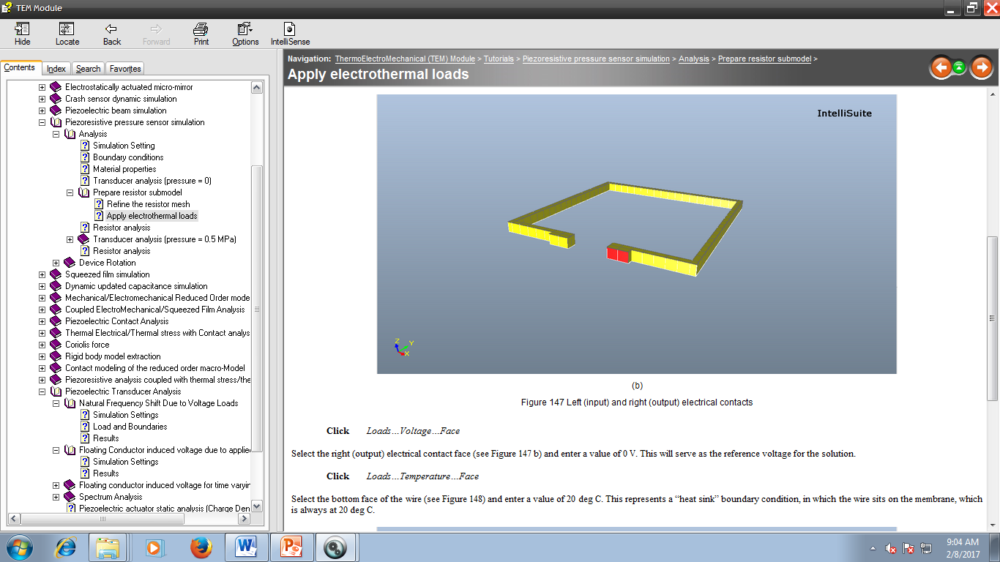 TEM Module
Hide Locate Back Forward Print Options IntelliSense
Contents Index Search Favorites
Electrostatically actuated micro-mirror
Crash sensor dynamic simulation
Piezoelectric beam simulation
Piezoresistive pressure sensor simulation
Analysis
Simulation Setting
Boundary conditions
Material properties
Transducer analysis (pressure = 0)
Prepare resistor submodel
Refine the resistor mesh
Apply electrothermal loads
Resistor analysis
Transducer analysis (pressure = 0.5 MPa)
Resistor analysis
Device Rotation
Squeezed film simulation
Dynamic updated capacitance simulation
Mechanical/Electromechanical Reduced Order mode
Coupled ElectroMechanical/Squeezed Film Analysis
Piezoelectric Contact Analysis
Thermal Electrical/Thermal stress with Contact analys
Coriolis force
Rigid body model extraction
Contact modeling of the reduced order macro-Model
Piezoresistive analysis coupled with thermal stress/the
Piezoelectric Transducer Analysis
Natural Frequency Shift Due to Voltage Loads
Simulation Settings
Load and Boundaries
Results
Floating Conductor induced voltage due to applie
Simulation Settings
Results
Floating conductor induced voltage for time varyin
Spectrum Analysis
Piezoelectric actuator static analysis (Charge Den
Navigation: ThermoElectroMechanical (TEM) Module > Tutorials > Piezoresistive pressure sensor simulation > Analysis > Prepare resistor submodel >
Apply electrothermal loads
IntelliSuite
Z Y
X
(b)
Figure 147 Left (input) and right (output) electrical contacts
Click Loads…Voltage…Face
Select the right (output) electrical contact face (see Figure 147 b) and enter a value of 0 V. This will serve as the reference voltage for the solution.
Click Loads…Temperature…Face
Select the bottom face of the wire (see Figure 148) and enter a value of 20 deg C. This represents a “heat sink” boundary condition, in which the wire sits on the membrane, which
is always at 20 deg C.
9:04 AM
2/8/2017